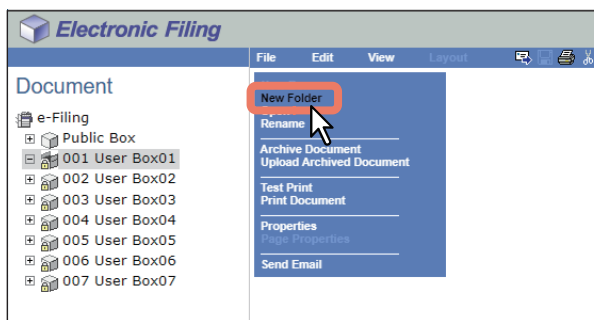 Electronic Filing
File Edit View Layout
Document
New Folder
Rename
Archive Document
Upload Archived Document
Test Print
Print Document
Properties
Page Properties
Send Email
e-Filing
Public Box
001 User Box01
002 User Box02
003 User Box03
004 User Box04
005 User Box05
006 User Box06
007 User Box07